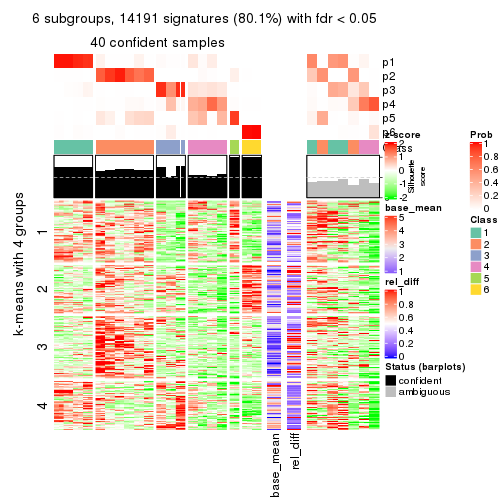 6 subgroups, 14191 signatures (80.1%) with fdr < 0.05
40 confident samples
p1
p2
p3
p4
p5
p6
Class
Silhouette
score
k-means with 4 groups
1
2
3
4
base_mean
rel_diff
z-score
2
1
0
-1
-2
base_mean
5
4
3
2
1
rel_diff
1
0.8
0.6
0.4
0.2
0
Status (barplots)
confident
ambiguous
Prob
1
0.8
0.6
0.4
0.2
0
Class
1
2
3
4
5
6